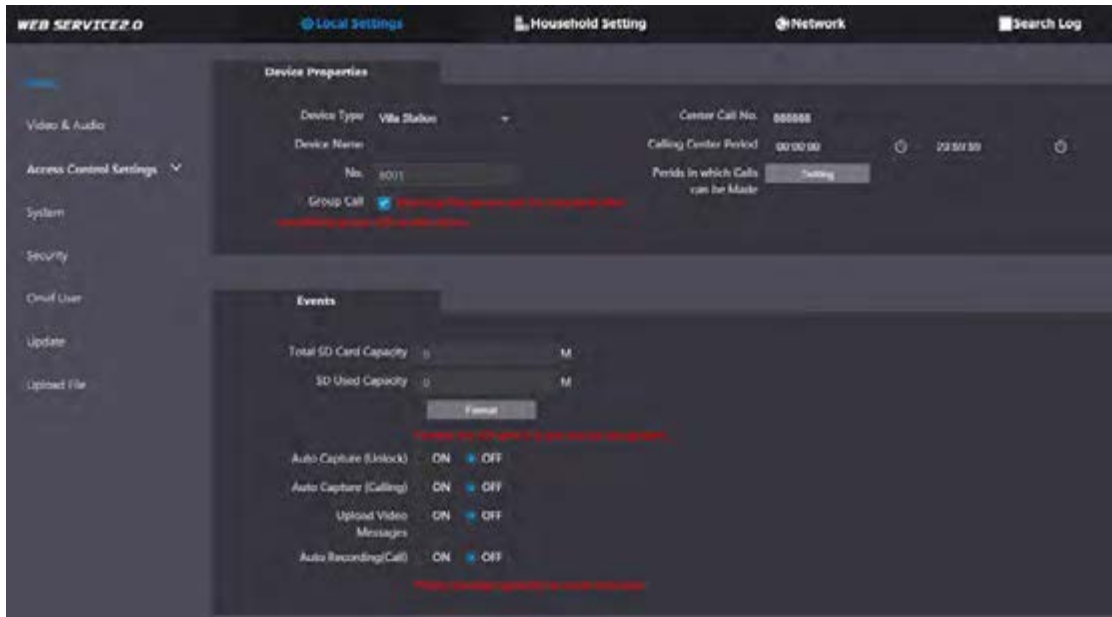 WEB SERVICE2.0
Local Settings
Household Setting
Network
Search Log
Video & Audio
Access Control Settings
System
Security
Onvif User
Update
Upload File
Device Properties
Device Type Villa Station
Device Name
No. 8001
Group Call
Center Call No. 888888
Calling Center Period 00:00:00 23:59:59
Perids in which Calls
can be Made
Setting
Events
Total SD Card Capacity 0 M
SD Used Capacity 0 M
Format
Auto Capture (Unlock) ON OFF
Auto Capture (Calling) ON OFF
Upload Video ON OFF
Messages
Auto Recording(Call) ON OFF